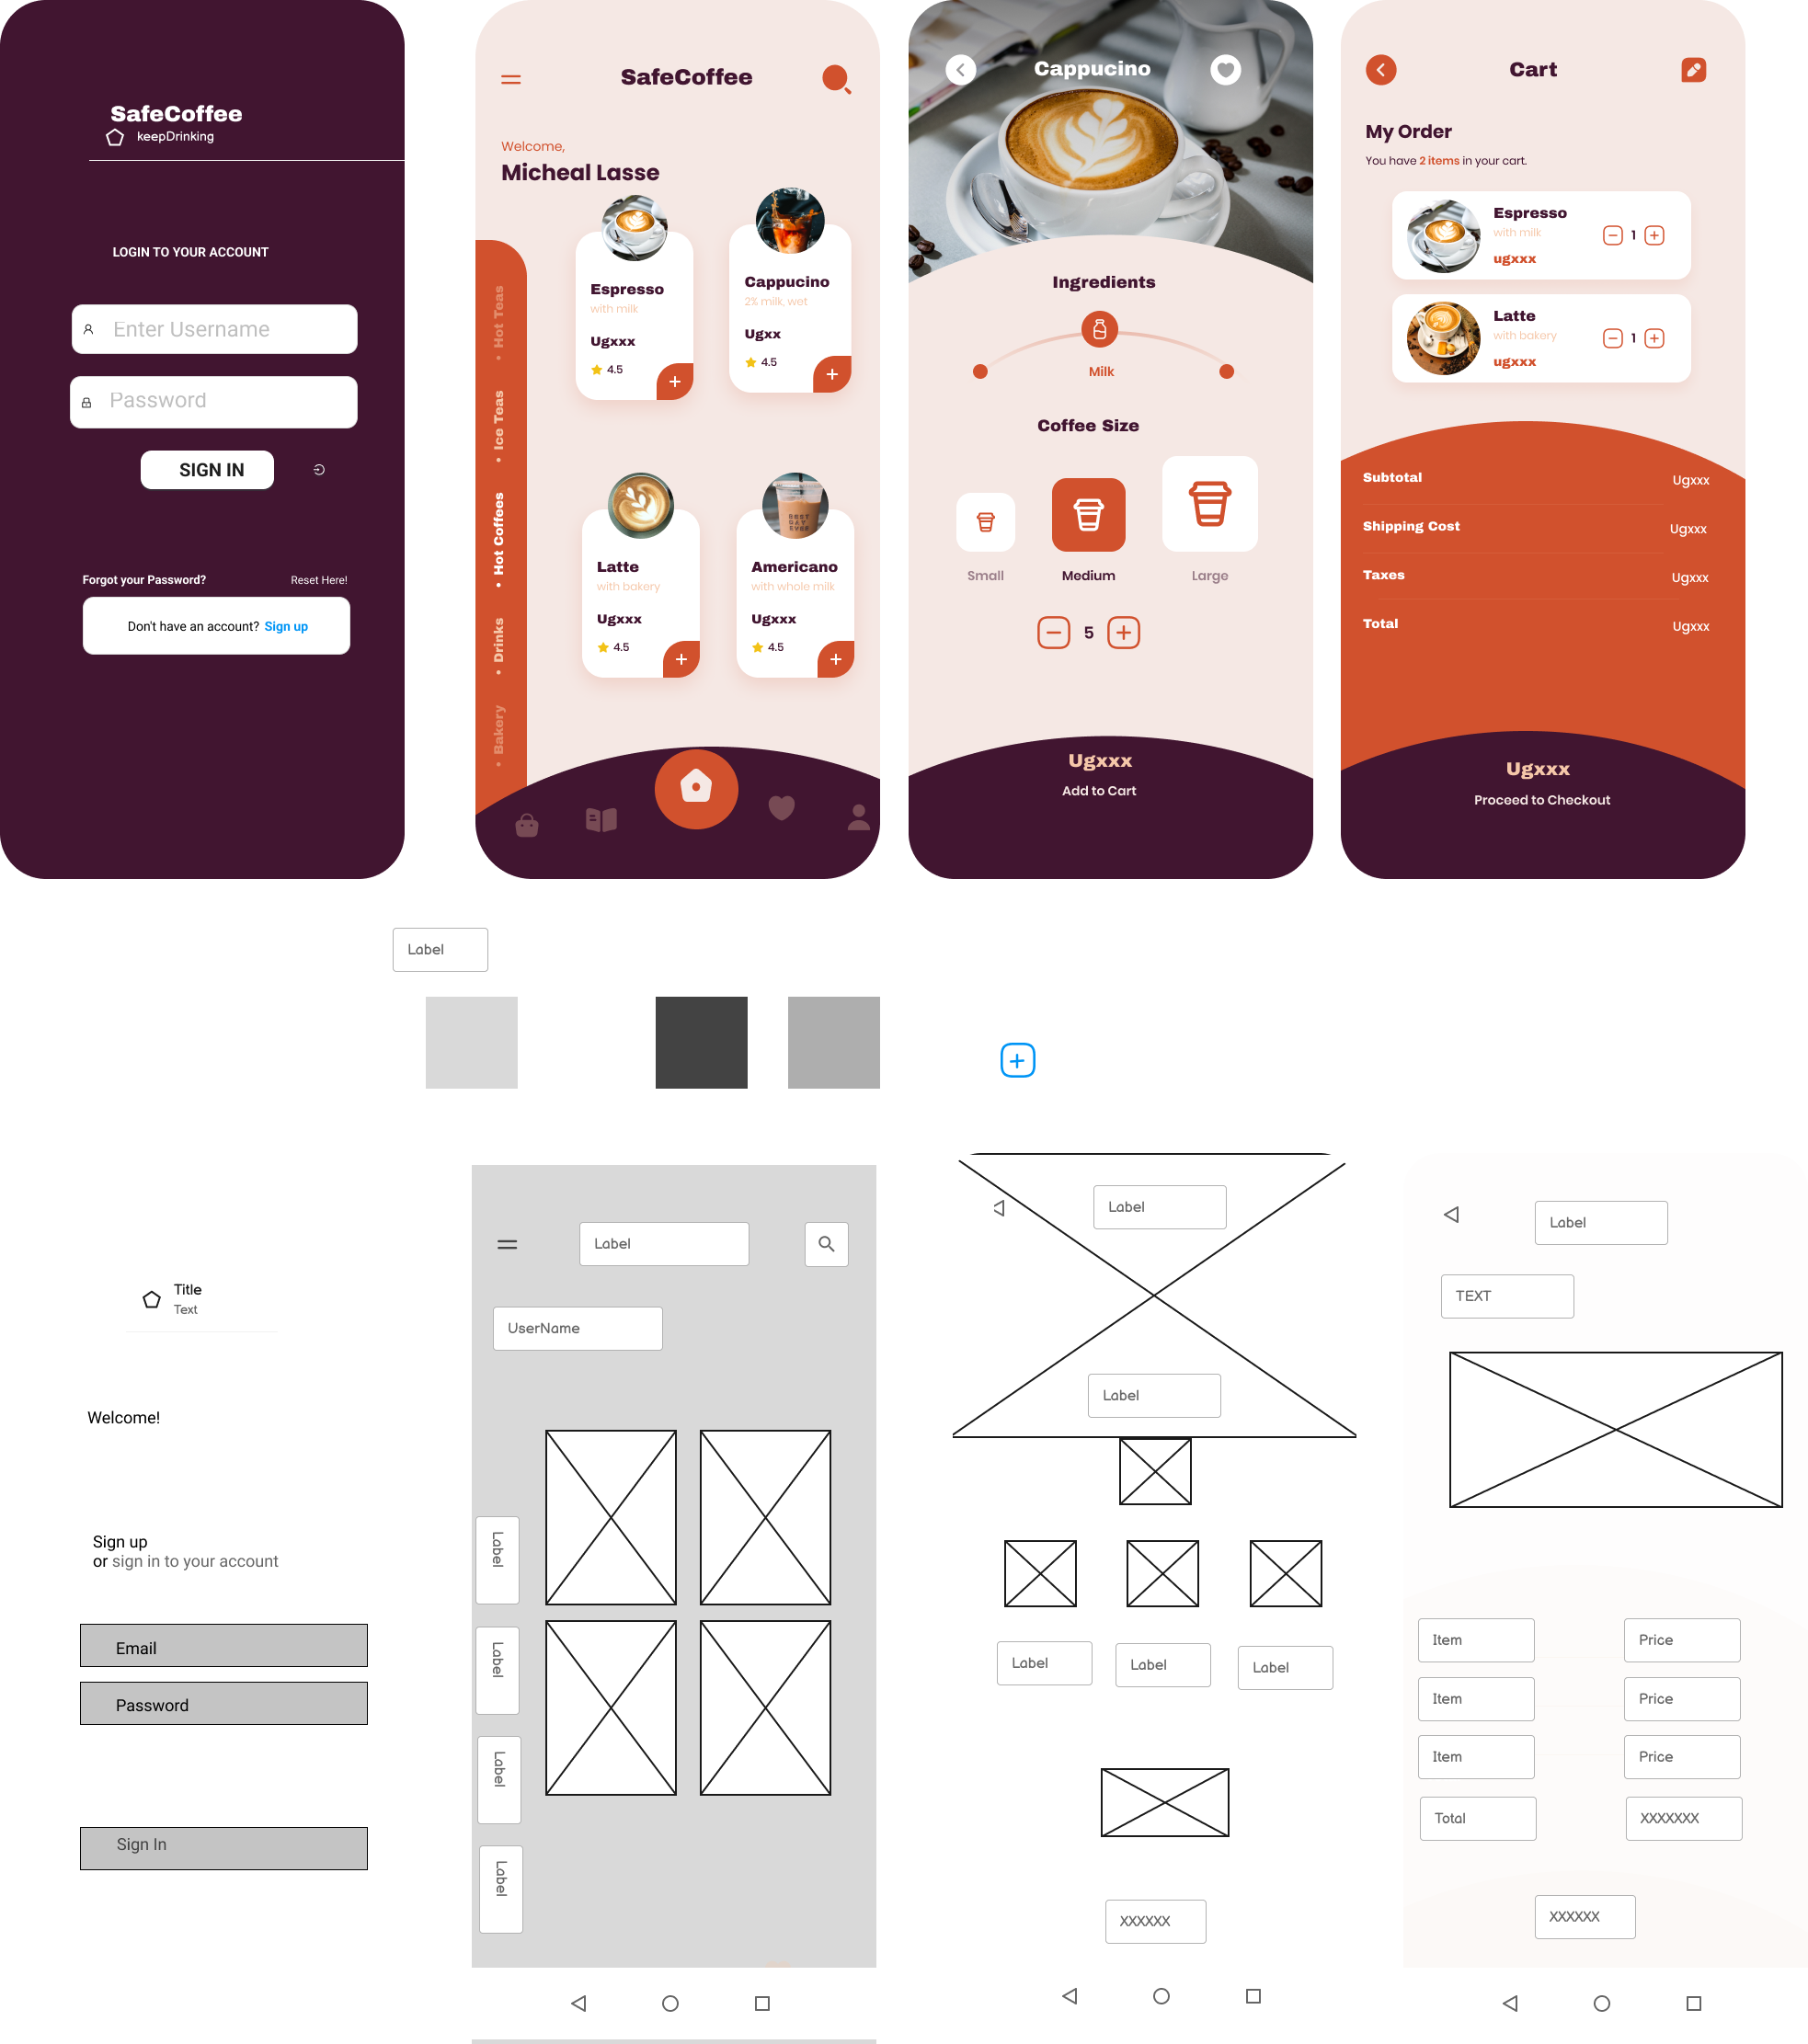 SafeCoffee
keepDrinking
LOGIN TO YOUR ACCOUNT
Enter Username
Password
SIGN IN
Forgot your Password? Reset Here!
Don't have an account? Sign up
SafeCoffee
Welcome,
Micheal Lasse
• Hot Teas
• Ice Teas
• Hot Coffees
• Drinks
• Bakery
Espresso
with milk
Ugxxx
4.5
+
Cappucino
2% milk, wet
Ugxx
4.5
+
Latte
with bakery
Ugxxx
4.5
+
BEST DAY EVER
Americano
with whole milk
Ugxxx
4.5
+
Cappucino
Ingredients
Milk
Coffee Size
Small Medium Large
5
Ugxxx
Add to Cart
Cart
My Order
You have 2 items in your cart.
Espresso
with milk
ugxxx
1
Latte
with bakery
ugxxx
1
Subtotal Ugxxx
Shipping Cost Ugxxx
Taxes Ugxxx
Total Ugxxx
Ugxxx
Proceed to Checkout
Label
Title
Text
Welcome!
Sign up
or sign in to your account
Email
Password
Sign In
Label
UserName
Label
Label
Label
Label
Label
Label
Label Label Label
XXXXXX
Label
TEXT
Item Price
Item Price
Item Price
Total XXXXXXX
XXXXXX